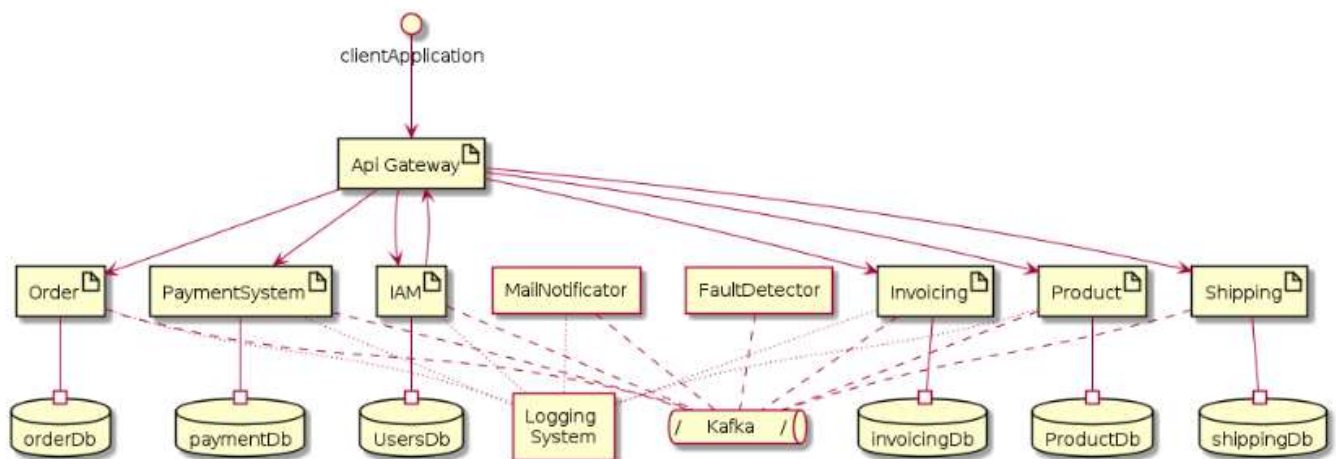 clientApplication
Api Gateway
Order
PaymentSystem
IAM
MailNotificator
FaultDetector
Invoicing
Product
Shipping
orderDb
paymentDb
UsersDb
Logging
System
/ Kafka /
invoicingDb
ProductDb
shippingDb